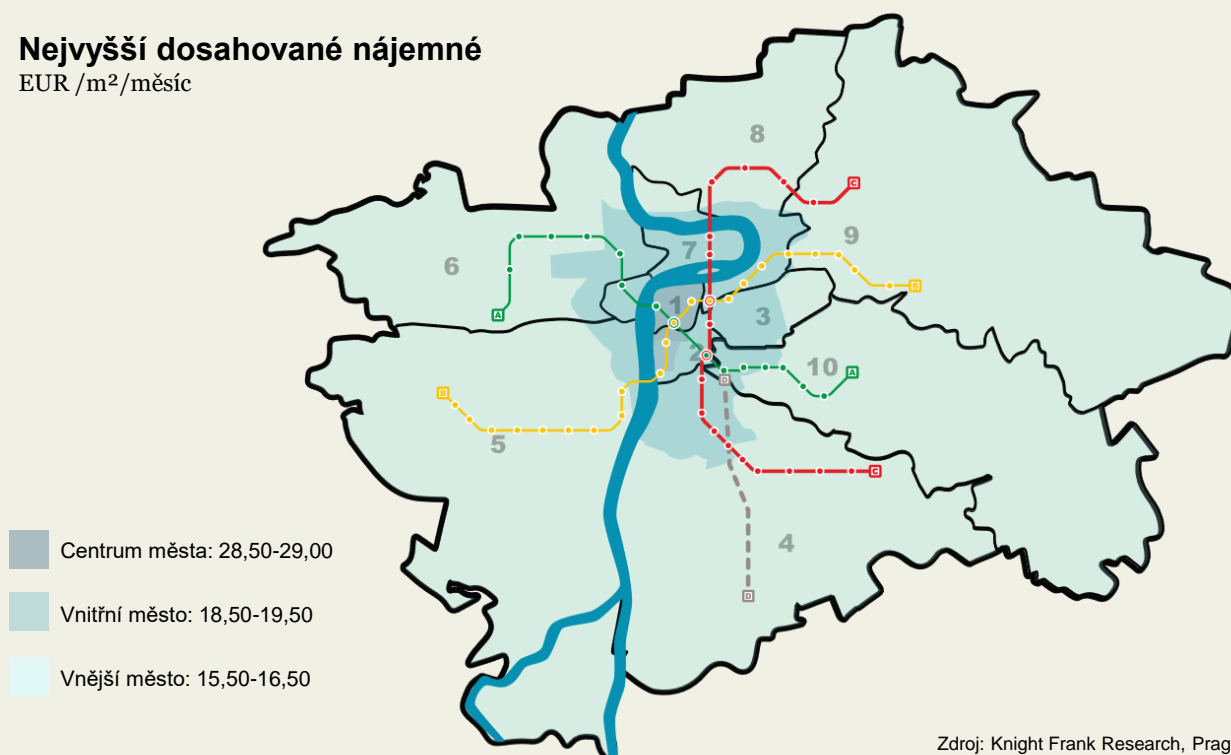 Nejvyšší dosahované nájemné
EUR /m²/měsíc
8
C
9
6
7
B
A
1
3
2
10
A
D
B
5
C
4
D
Centrum města: 28,50-29,00
Vnitřní město: 18,50-19,50
Vnější město: 15,50-16,50
Zdroj: Knight Frank Research, Prag